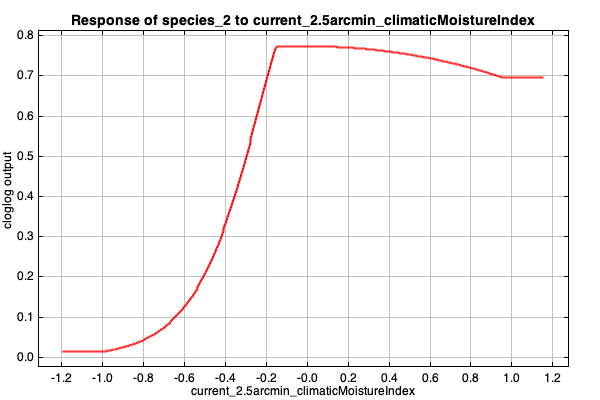 Response of species_2 to current_2.5arcmin_climaticMoistureIndex
0.8
0.7
0.6
0.5
0.4
0.3
0.2
0.1
0.0
cloglog output
-1.2 -1.0 -0.8 -0.6 -0.4 -0.2 -0.0 0.2 0.4 0.6 0.8 1.0 1.2
current_2.5arcmin_climaticMoistureIndex